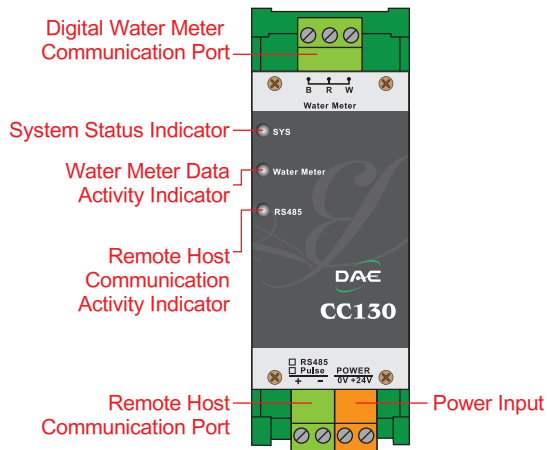 Digital Water Meter
Communication Port
B R W
Water Meter
System Status Indicator
SYS
Water Meter Data
Activity Indicator
Water Meter
RS485
Remote Host
Communication
Activity Indicator
DAE
CC130
RS485
Pulse
+ -
POWER
0V +24V
Remote Host
Communication Port
Power Input